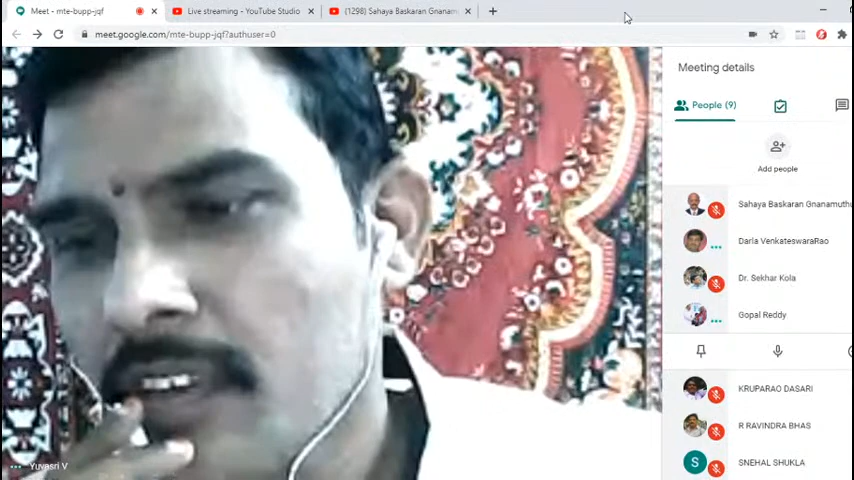 Meet - mte-bupp-jqf
Live streaming - YouTube Studio
(1298) Sahaya Baskaran Gnanam
meet.google.com/mte-bupp-jqf?authuser=0
Meeting details
People (9)
Add people
Sahaya Baskaran Gnanamuthu
Darla VenkateswaraRao
Dr. Sekhar Kola
Gopal Reddy
KRUPARAO DASARI
R RAVINDRA BHAS
S
SNEHAL SHUKLA
Yuvasri V